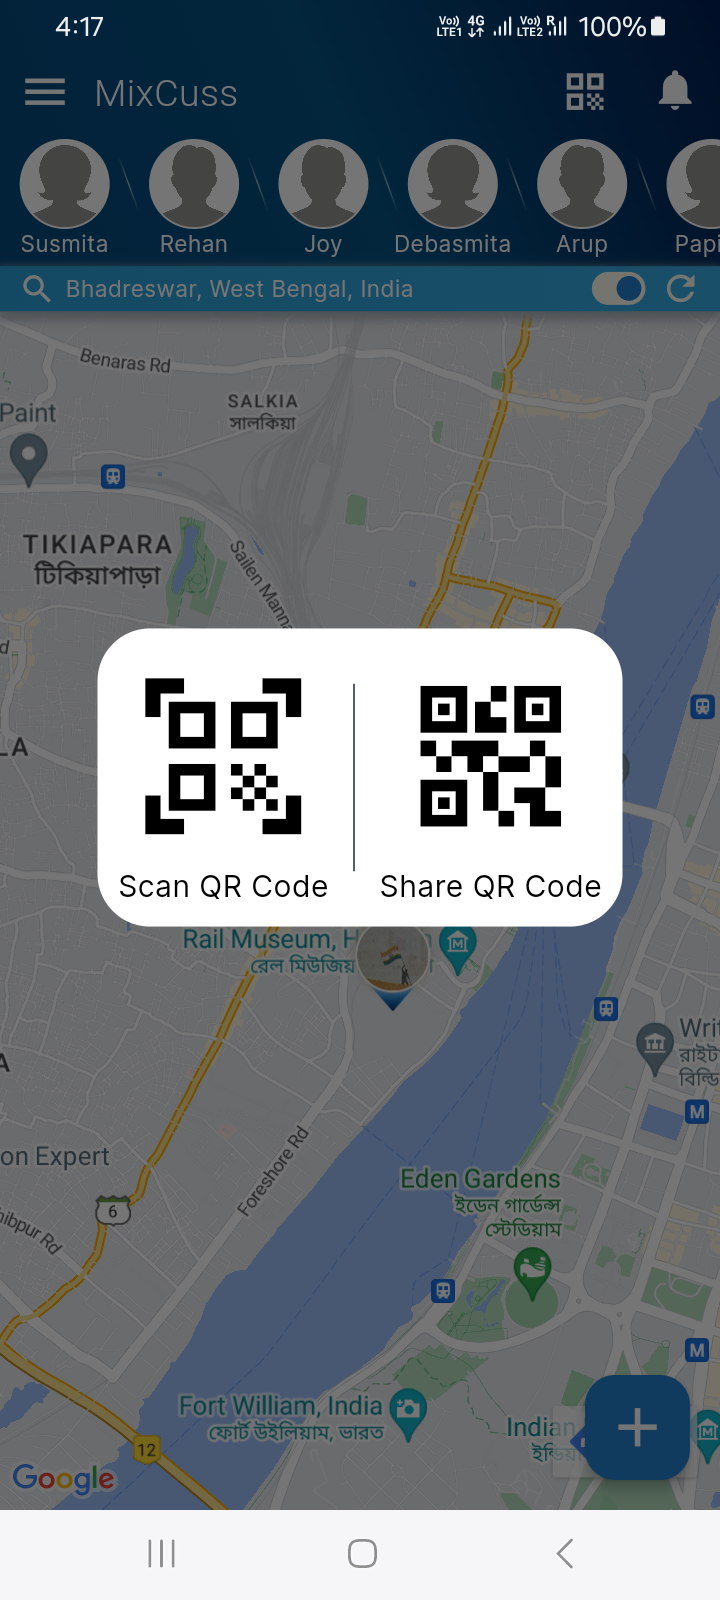 4:17
Vo)) 4G Vo)) R 100%
LTE1 LTE2
MixCuss
Susmita
Rehan
Joy
Debasmita
Arup
Papi
Bhadreswar, West Bengal, India
Benaras Rd
SALKIA
সালকিয়া
Paint
TIKIAPARA
টিকিয়াপাড়া
Sailen Manna
LA
Scan QR Code
Share QR Code
Rail Museum, H
রেল মিউজিয়
Writ
রাইট
বিল্ডি
M
on Expert
Foreshore Rd
Eden Gardens
ইডেন গার্ডেন্স
স্টেডিয়াম
6
hibpur Rd
M
Fort William, India
ফোর্ট উইলিয়াম, ভারত
Indian
ইন্ডিয়া
12
Google